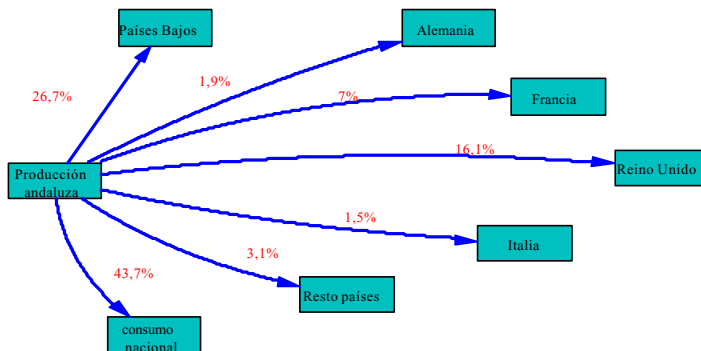 Países Bajos
Alemania
26,7%
1,9%
7%
Francia
16,1%
Reino Unido
Producción
andaluza
1,5%
Italia
3,1%
43,7%
Resto países
consumo
nacional